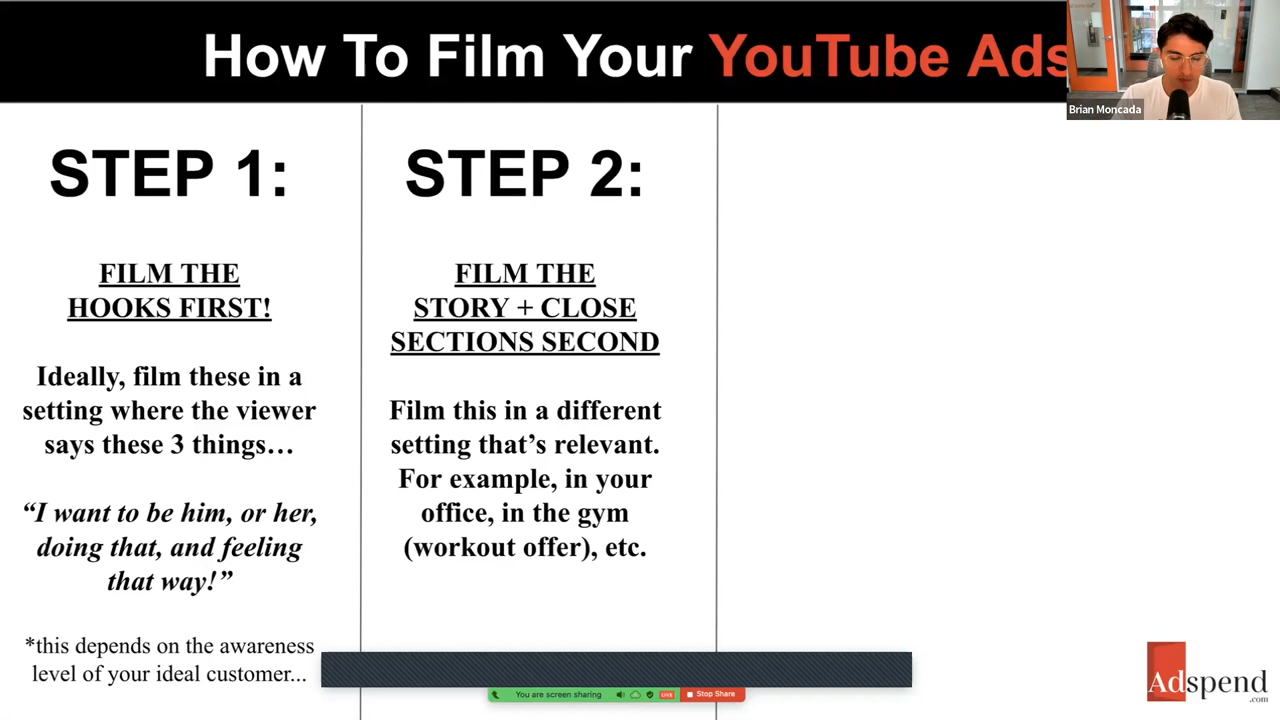 How To Film Your YouTube Ads
Brian Moncada
STEP 1:
FILM THE
HOOKS FIRST!
Ideally, film these in a
setting where the viewer
says these 3 things…
“I want to be him, or her,
doing that, and feeling
that way!”
*this depends on the awareness
level of your ideal customer...
STEP 2:
FILM THE
STORY + CLOSE
SECTIONS SECOND
Film this in a different
setting that’s relevant.
For example, in your
office, in the gym
(workout offer), etc.
You are screen sharing
LIVE
Stop Share
Adspend
.com